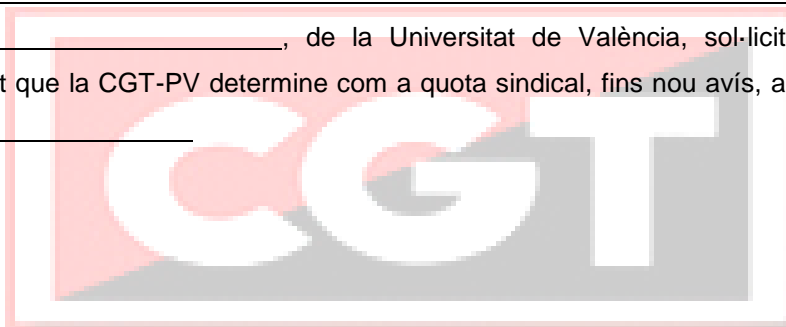 , de la Universitat de València, sol·licit
t que la CGT-PV determine com a quota sindical, fins nou avís, a
CGT